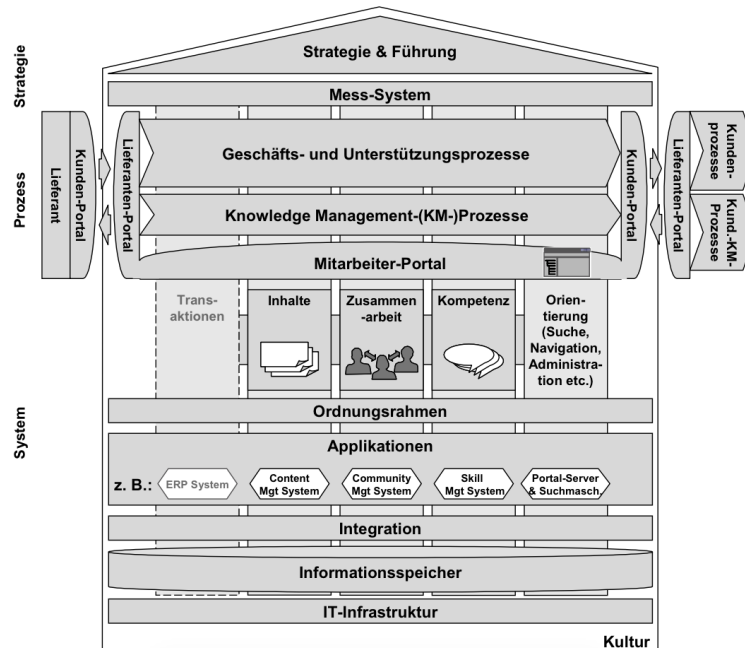 Strategie
Strategie & Führung
Mess-System
Prozess
Lieferant
Kunden-Portal
Lieferanten-Portal
Geschäfts- und Unterstützungsprozesse
Knowledge Management-(KM-)Prozesse
Mitarbeiter-Portal
Kunden-Portal
Lieferanten-Portal
Kunden-
prozesse
Kund.-KM-
Prozesse
System
Trans-
aktionen
Inhalte
Zusammen
-arbeit
Kompetenz
Orien-
tierung
(Suche,
Navigation,
Administra-
tion etc.)
Ordnungsrahmen
Applikationen
z. B.:
ERP System
Content
Mgt System
Community
Mgt System
Skill
Mgt System
Portal-Server
& Suchmasch.
Integration
Informationsspeicher
IT-Infrastruktur
Kultur